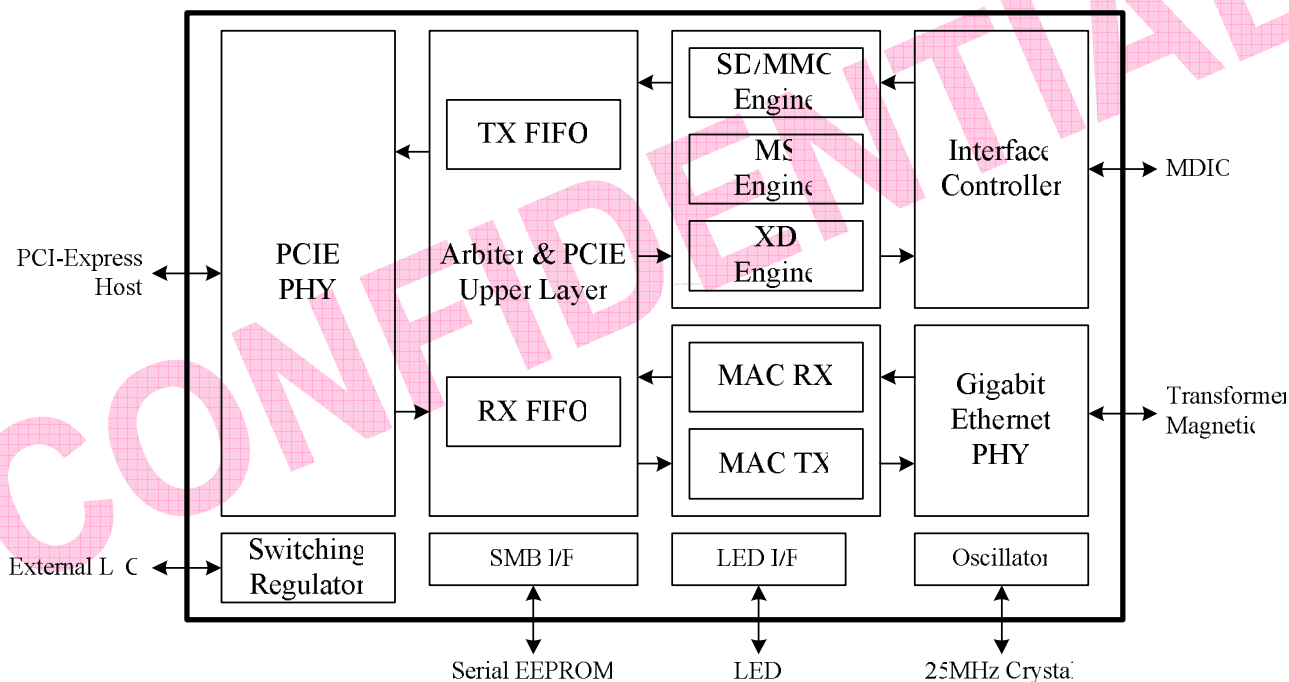 CONFIDENTIAL
SD/MMC
Engine
TX FIFO
MS
Engine
Interface
Controller
MDIO
PCI-Express
Host
PCIE
PHY
Arbiter & PCIE
Upper Layer
XD
Engine
MAC RX
RX FIFO
Gigabit
Ethernet
PHY
Transformer
Magnetic
MAC TX
External L C
Switching
Regulator
SMB I/F
LED I/F
Oscillator
Serial EEPROM
LED
25MHz Crystal